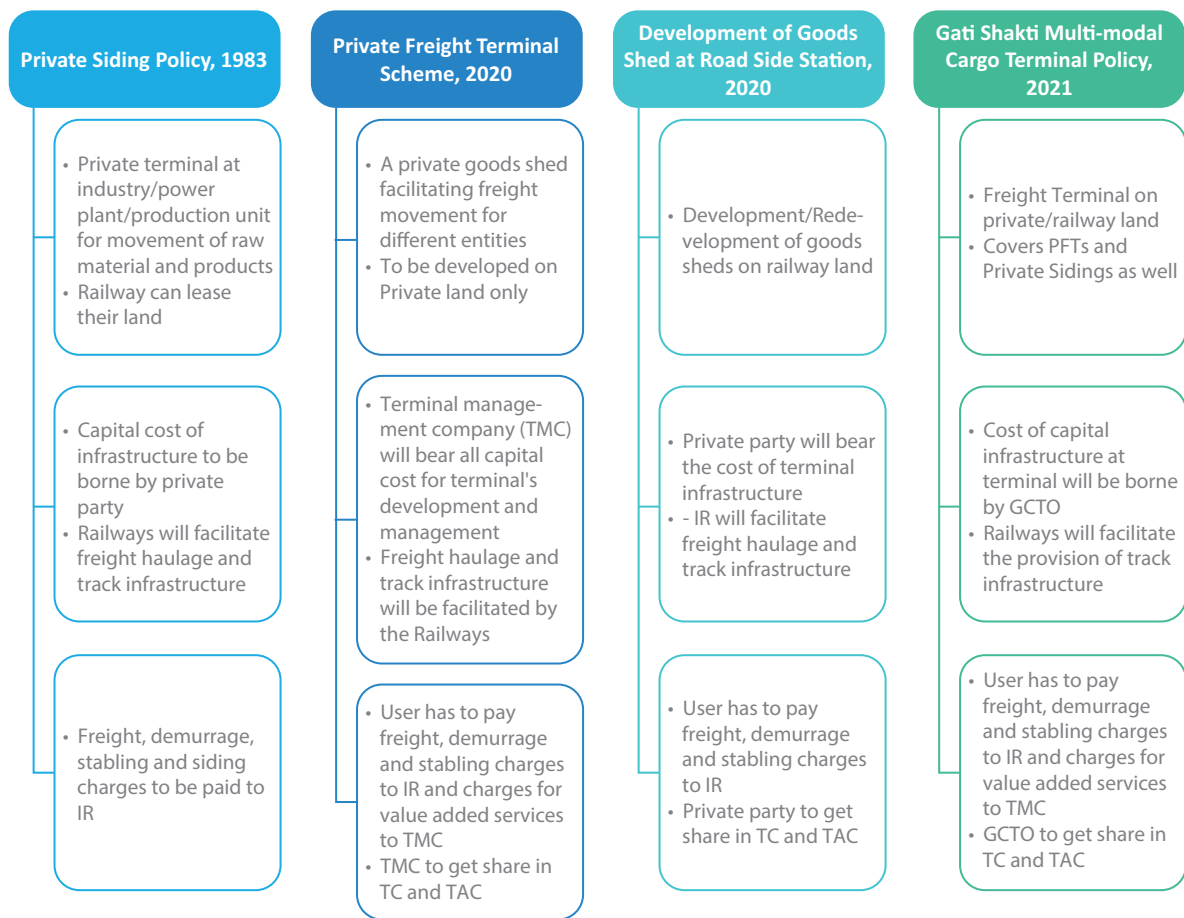 Private Siding Policy, 1983
• Private terminal at
industry/power
plant/production unit
for movement of raw
material and products
• Railway can lease
their land
• Capital cost of
infrastructure to be
borne by private
party
• Railways will facilitate
freight haulage and
track infrastructure
• Freight, demurrage,
stabling and siding
charges to be paid to
IR
Private Freight Terminal
Scheme, 2020
• A private goods shed
facilitating freight
movement for
different entities
• To be developed on
Private land only
• Terminal manage-
ment company (TMC)
will bear all capital
cost for terminal's
development and
management
• Freight haulage and
track infrastructure
will be facilitated by
the Railways
• User has to pay
freight, demurrage
and stabling charges
to IR and charges for
value added services
to TMC
• TMC to get share in
TC and TAC
Development of Goods
Shed at Road Side Station,
2020
• Development/Rede-
velopment of goods
sheds on railway land
• Private party will bear
the cost of terminal
infrastructure
• - IR will facilitate
freight haulage and
track infrastructure
• User has to pay
freight, demurrage
and stabling charges
to IR
• Private party to get
share in TC and TAC
Gati Shakti Multi-modal
Cargo Terminal Policy,
2021
• Freight Terminal on
private/railway land
• Covers PFTs and
Private Sidings as well
• Cost of capital
infrastructure at
terminal will be borne
by GCTO
• Railways will facilitate
the provision of track
infrastructure
• User has to pay
freight, demurrage
and stabling charges
to IR and charges for
value added services
to TMC
• GCTO to get share in
TC and TAC